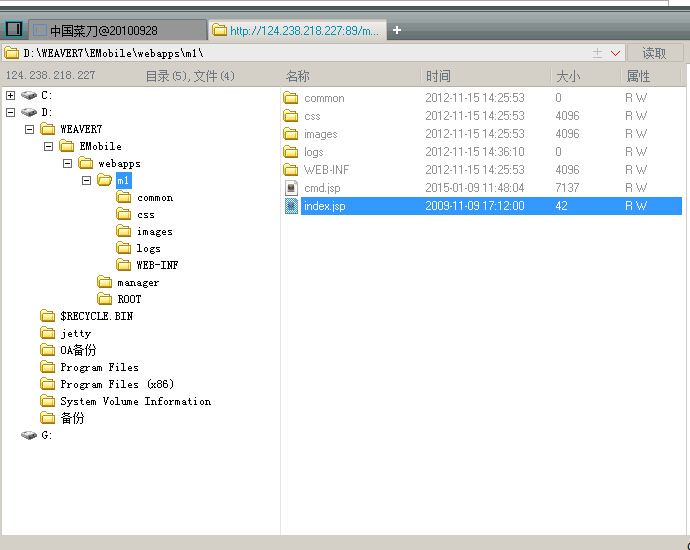 中国菜刀@20100928 http://124.238.218.227:89/m... +
D:\WEAVER7\EMobile\webapps\m1\ 读取
124.238.218.227 目录(5),文件(4) 名称 时间 大小 属性
C:
D:
WEAVER7
EMobile
webapps
m1
common
css
images
logs
WEB-INF
manager
ROOT
$RECYCLE.BIN
jetty
OA备份
Program Files
Program Files (x86)
System Volume Information
备份
G:
common 2012-11-15 14:25:53 0 R W
css 2012-11-15 14:25:53 4096 R W
images 2012-11-15 14:25:53 4096 R W
logs 2012-11-15 14:36:10 0 R W
WEB-INF 2012-11-15 14:25:53 4096 R W
cmd.jsp 2015-01-09 11:48:04 7137 R W
index.jsp 2009-11-09 17:12:00 42 R W